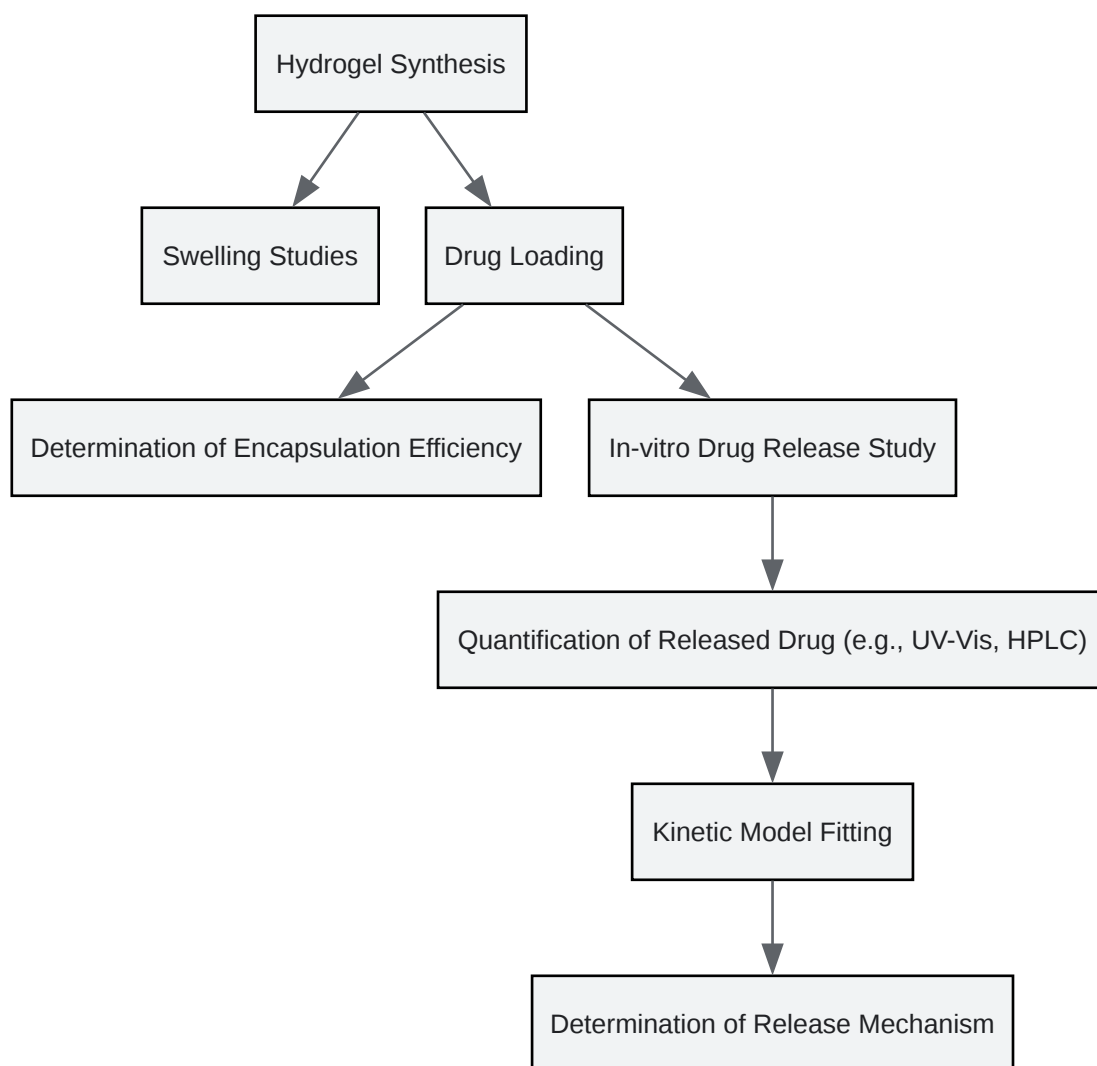 Hydrogel Synthesis
Swelling Studies
Drug Loading
Determination of Encapsulation Efficiency
In-vitro Drug Release Study
Quantification of Released Drug (e.g., UV-Vis, HPLC)
Kinetic Model Fitting
Determination of Release Mechanism